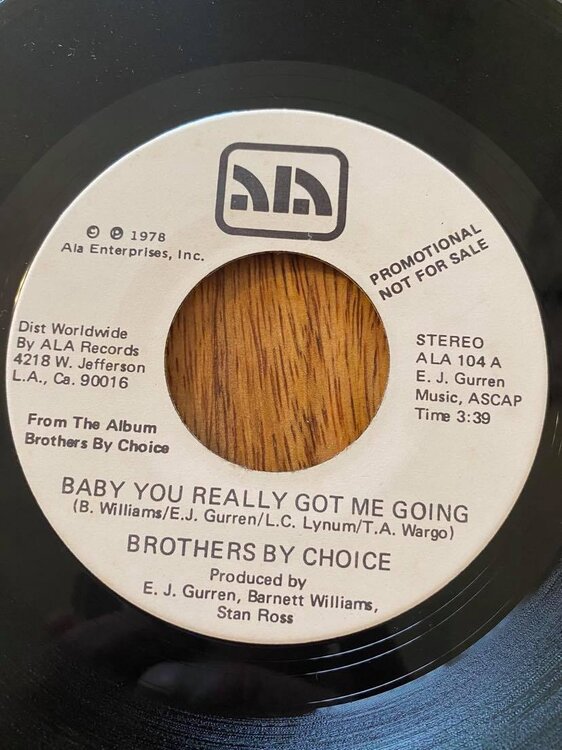 ala
© ℗ 1978
Ala Enterprises, Inc.
PROMOTIONAL
NOT FOR SALE
Dist Worldwide
By ALA Records
4218 W. Jefferson
L.A., Ca. 90016
From The Album
Brothers By Choice
STEREO
ALA 104 A
E. J. Gurren
Music, ASCAP
Time 3:39
BABY YOU REALLY GOT ME GOING
(B. Williams/E.J. Gurren/L.C. Lynum/T.A. Wargo)
BROTHERS BY CHOICE
Produced by
E. J. Gurren, Barnett Williams,
Stan Ross